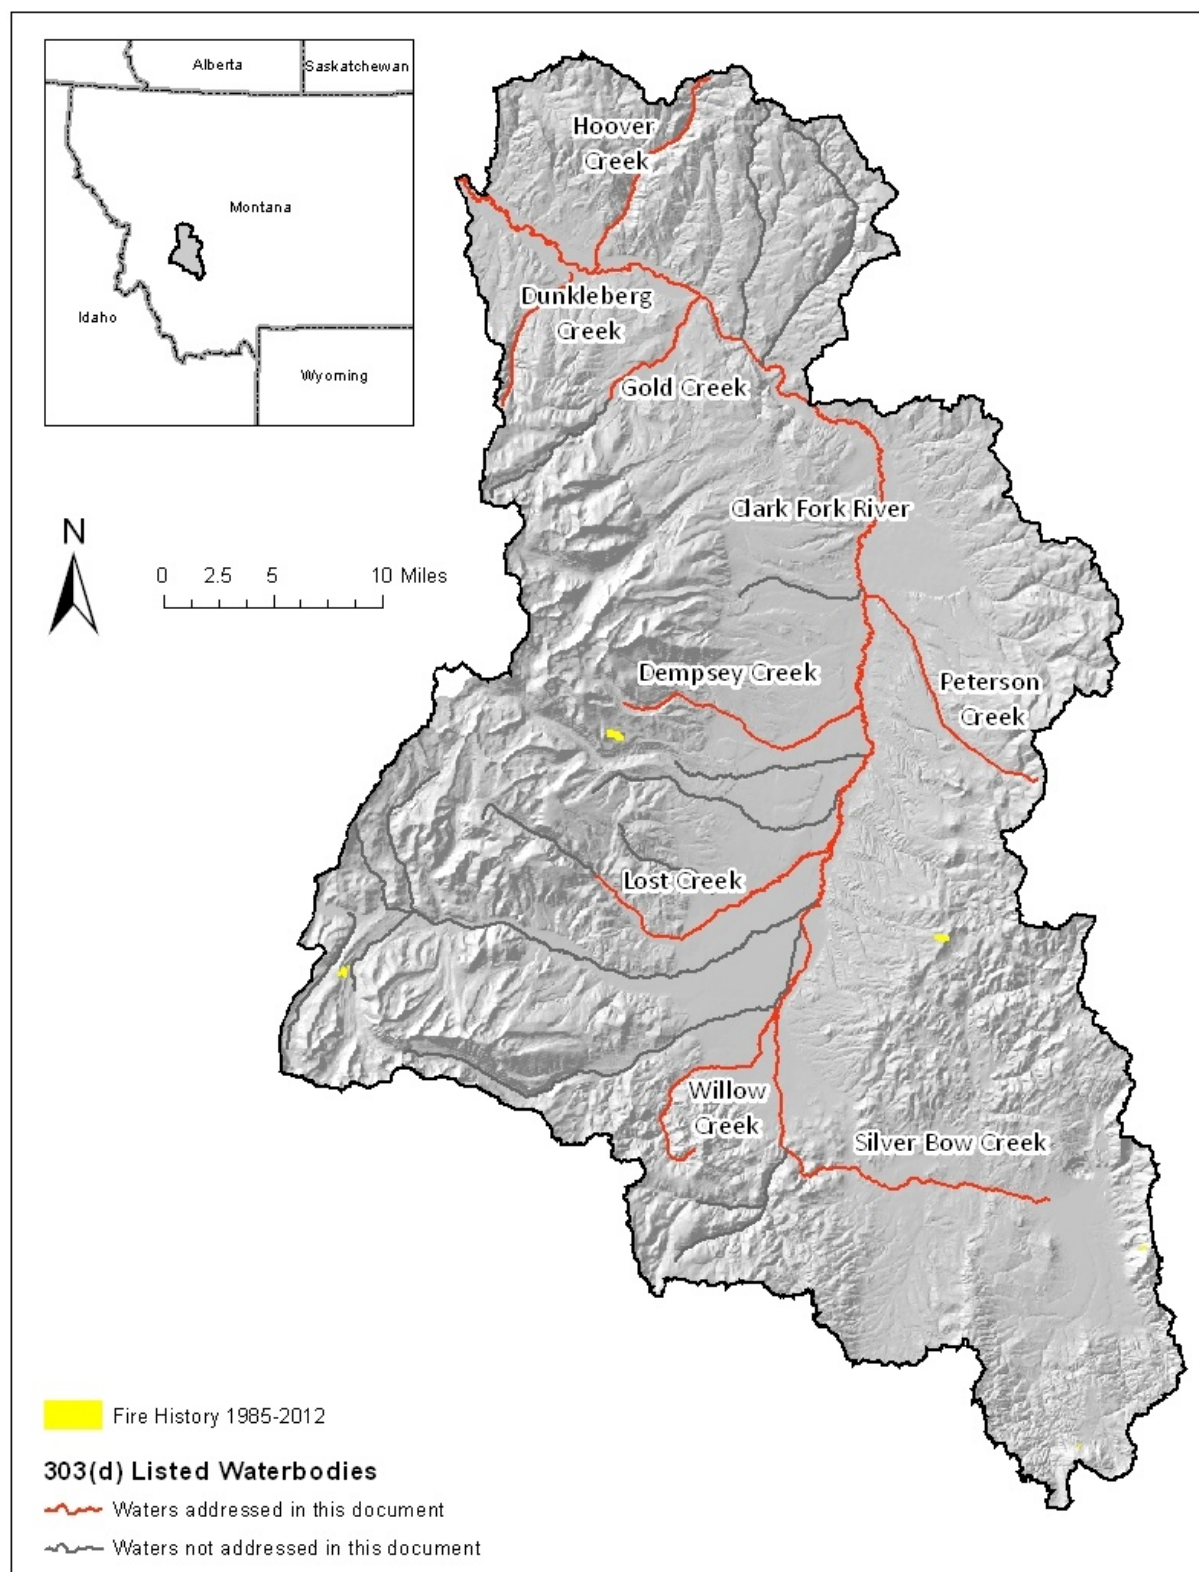 Alberta
Saskatchewan
Montana
Idaho
Wyoming
Hoover
Creek
Dunkleberg
Creek
Gold Creek
Clark Fork River
N
0 2.5 5 10 Miles
Dempsey Creek
Peterson
Creek
Lost Creek
Willow
Creek
Silver Bow Creek
Fire History 1985-2012
303(d) Listed Waterbodies
Waters addressed in this document
Waters not addressed in this document